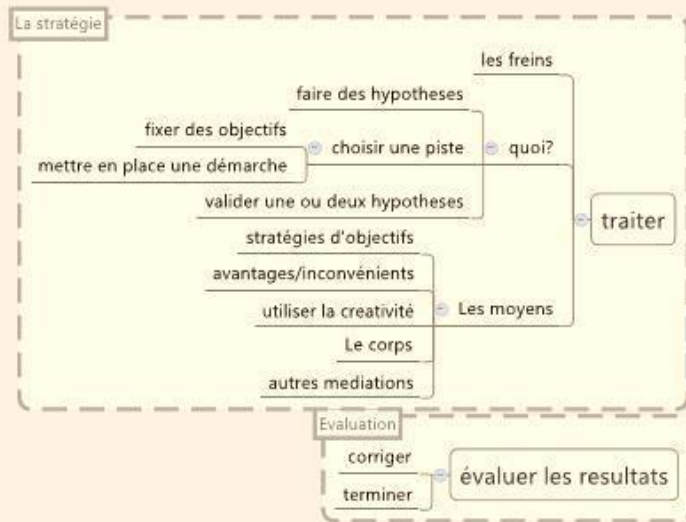 La stratégie
les freins
faire des hypotheses
fixer des objectifs
choisir une piste
quoi?
mettre en place une démarche
valider une ou deux hypotheses
traiter
stratégies d'objectifs
avantages/inconvénients
utiliser la creativité
Les moyens
Le corps
autres mediations
Evaluation
corriger
évaluer les resultats
terminer